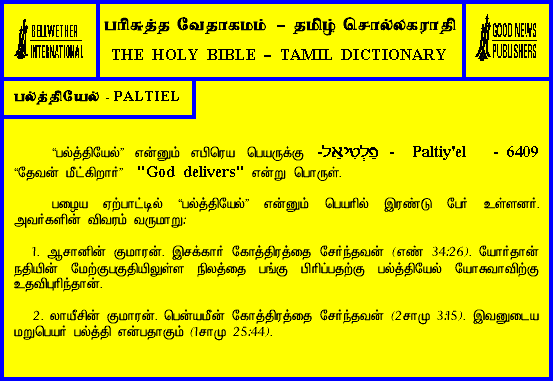 BELLWETHER
INTERNATIONAL
பரிசுத்த வேதாகமம் – தமிழ் சொல்லகராதி
THE HOLY BIBLE – TAMIL DICTIONARY
GOOD NEWS
PUBLISHERS
பல்த்தியேல் - PALTIEL
“பல்த்தியேல்” என்னும் எபிரெய பெயருக்கு -פַּלְטִיאֵל - Paltiy'el - 6409
“தேவன் மீட்கிறார்” "God delivers" என்று பொருள்.
பழைய ஏற்பாட்டில் “பல்த்தியேல்” என்னும் பெயரில் இரண்டு பேர் உள்ளனர்.
அவர்களின் விவரம் வருமாறு:
1. ஆசானின் குமாரன். இசக்கார் கோத்திரத்தை சேர்ந்தவன் (எண் 34:26). யோர்தான்
நதியின் மேற்குபகுதியிலுள்ள நிலத்தை பங்கு பிரிப்பதற்கு பல்த்தியேல் யோசுவாவிற்கு
உதவிபுரிந்தான்.
2. லாயீசின் குமாரன். பென்யமீன் கோத்திரத்தை சேர்ந்தவன் (2சாமு 3:15). இவனுடைய
மறுபெயர் பல்த்தி என்பதாகும் (1சாமு 25:44).